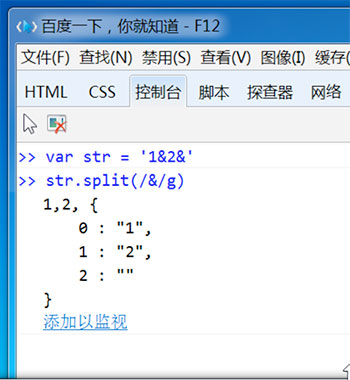 百度一下，你就知道 - F12
文件(F) 查找(N) 禁用(S) 查看(V) 图像(I) 缓存(
HTML CSS 控制台 脚本 探查器 网络
>> var str = '1&2&'
>> str.split(/&/g)
1,2, {
0 : "1",
1 : "2",
2 : ""
}
添加以监视